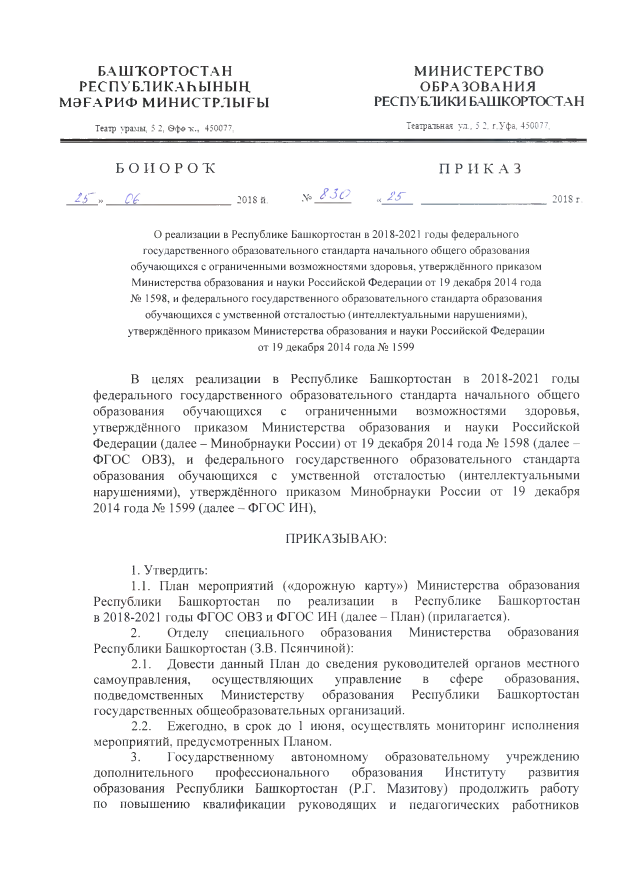 БАШҠОРТОСТАН
РЕСПУБЛИКАҺЫНЫҢ
МӘҒАРИФ МИНИСТРЛЫҒЫ
Театр урамы, 5 2, Өфө ҡ., 450077,
МИНИСТЕРСТВО
ОБРАЗОВАНИЯ
РЕСПУБЛИКИ БАШКОРТОСТАН
Театральная ул., 5 2, г.Уфа, 450077,
БОЙОРОҠ
ПРИКАЗ
25 » 06 2018 й. № 830 « 25 2018 г.
О реализации в Республике Башкортостан в 2018-2021 годы федерального
государственного образовательного стандарта начального общего образования
обучающихся с ограниченными возможностями здоровья, утверждённого приказом
Министерства образования и науки Российской Федерации от 19 декабря 2014 года
№ 1598, и федерального государственного образовательного стандарта образования
обучающихся с умственной отсталостью (интеллектуальными нарушениями),
утверждённого приказом Министерства образования и науки Российской Федерации
от 19 декабря 2014 года № 1599
В целях реализации в Республике Башкортостан в 2018-2021 годы
федерального государственного образовательного стандарта начального общего
образования обучающихся с ограниченными возможностями здоровья,
утверждённого приказом Министерства образования и науки Российской
Федерации (далее – Минобрнауки России) от 19 декабря 2014 года № 1598 (далее –
ФГОС ОВЗ), и федерального государственного образовательного стандарта
образования обучающихся с умственной отсталостью (интеллектуальными
нарушениями), утверждённого приказом Минобрнауки России от 19 декабря
2014 года № 1599 (далее – ФГОС ИН),
ПРИКАЗЫВАЮ:
1. Утвердить:
1.1. План мероприятий («дорожную карту») Министерства образования
Республики Башкортостан по реализации в Республике Башкортостан
в 2018-2021 годы ФГОС ОВЗ и ФГОС ИН (далее – План) (прилагается).
2. Отделу специального образования Министерства образования
Республики Башкортостан (З.В. Псянчиной):
2.1. Довести данный План до сведения руководителей органов местного
самоуправления, осуществляющих управление в сфере образования,
подведомственных Министерству образования Республики Башкортостан
государственных общеобразовательных организаций.
2.2. Ежегодно, в срок до 1 июня, осуществлять мониторинг исполнения
мероприятий, предусмотренных Планом.
3. Государственному автономному образовательному учреждению
дополнительного профессионального образования Институту развития
образования Республики Башкортостан (Р.Г. Мазитову) продолжить работу
по повышению квалификации руководящих и педагогических работников